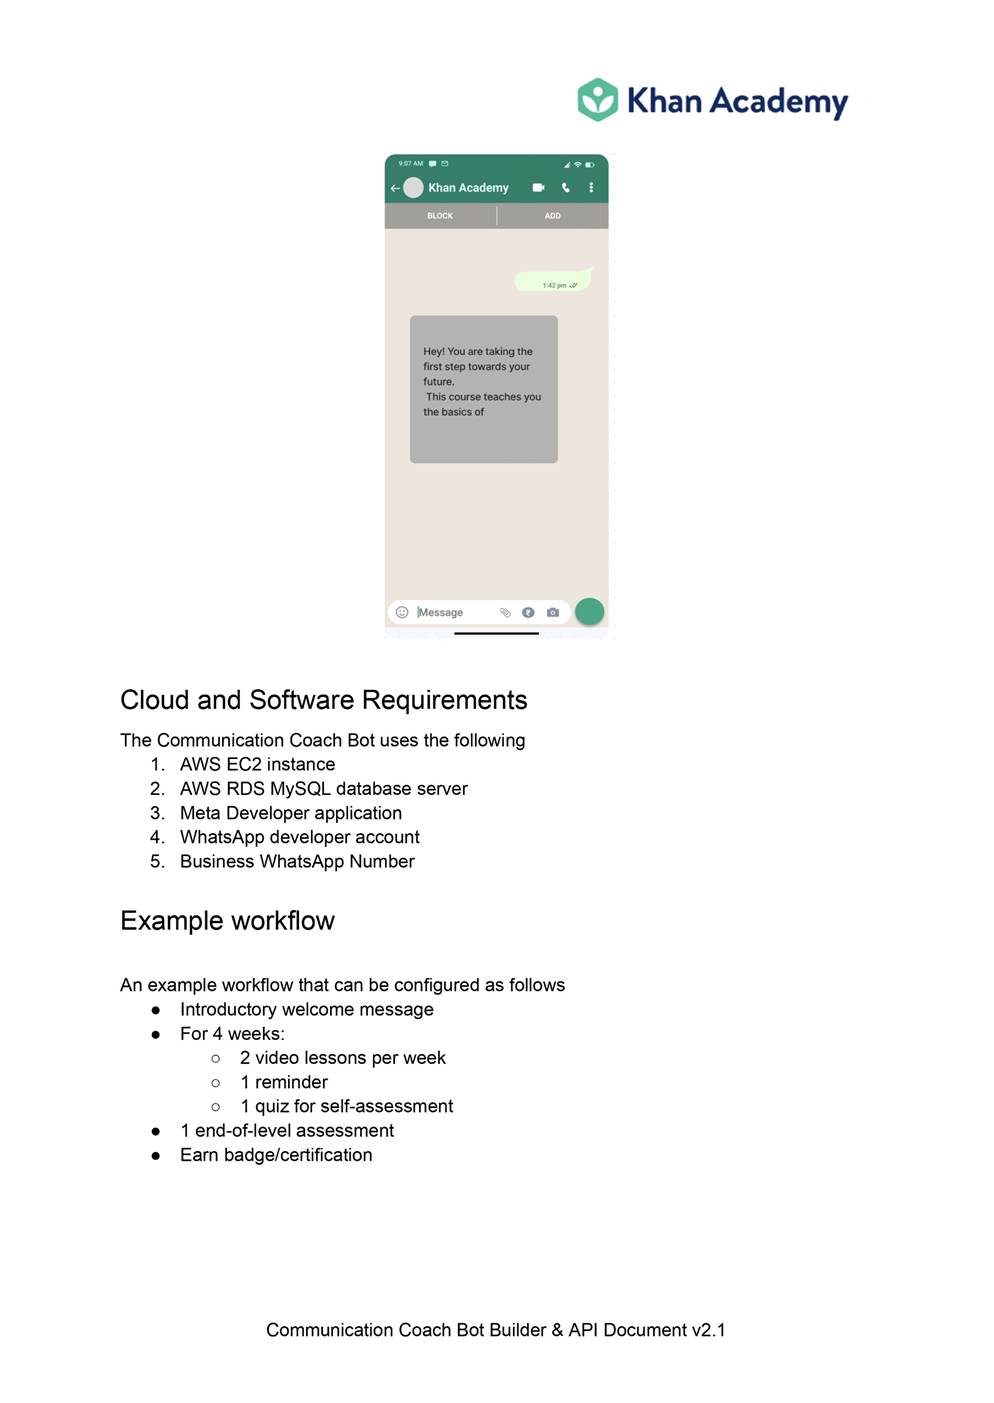 Khan Academy
9:07 AM
Khan Academy
BLOCK ADD
1:42 pm
Hey! You are taking the
first step towards your
future.
This course teaches you
the basics of
Message
Cloud and Software Requirements
The Communication Coach Bot uses the following
1. AWS EC2 instance
2. AWS RDS MySQL database server
3. Meta Developer application
4. WhatsApp developer account
5. Business WhatsApp Number
Example workflow
An example workflow that can be configured as follows
● Introductory welcome message
● For 4 weeks:
○ 2 video lessons per week
○ 1 reminder
○ 1 quiz for self-assessment
● 1 end-of-level assessment
● Earn badge/certification
Communication Coach Bot Builder & API Document v2.1